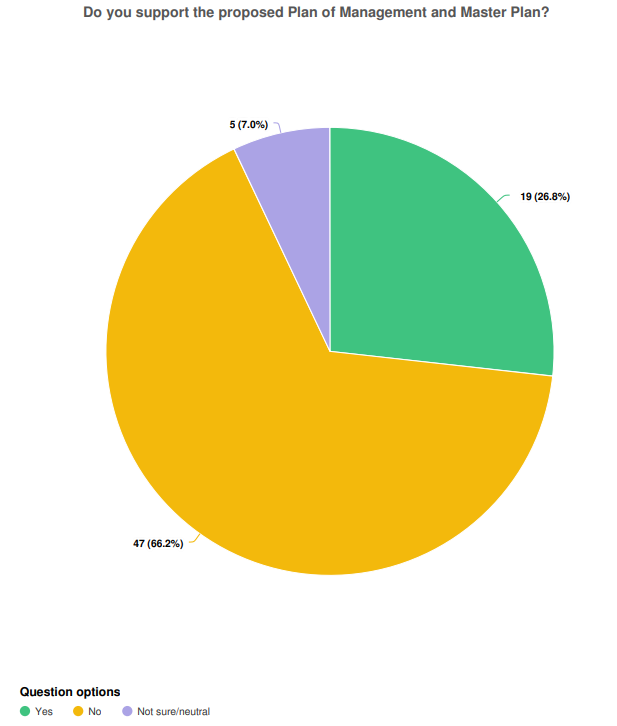 Do you support the proposed Plan of Management and Master Plan?
5 (7.0%)
19 (26.8%)
47 (66.2%)
Question options
Yes No Not sure/neutral